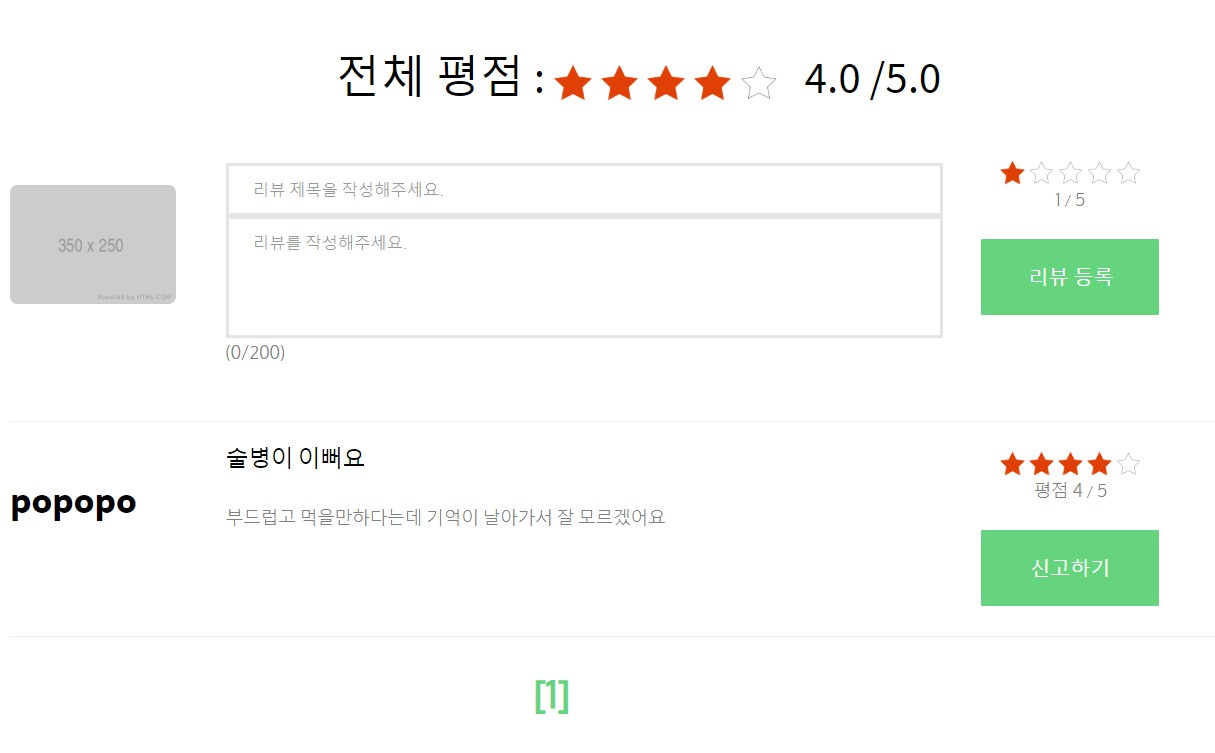 전체 평점 : 4.0 /5.0
리뷰 제목을 작성해주세요.
1 / 5
350 x 250
Powered by HTML.COM
리뷰를 작성해주세요.
리뷰 등록
(0/200)
술병이 이뻐요
평점 4 / 5
popopo
부드럽고 먹을만하다는데 기억이 날아가서 잘 모르겠어요
신고하기
[1]